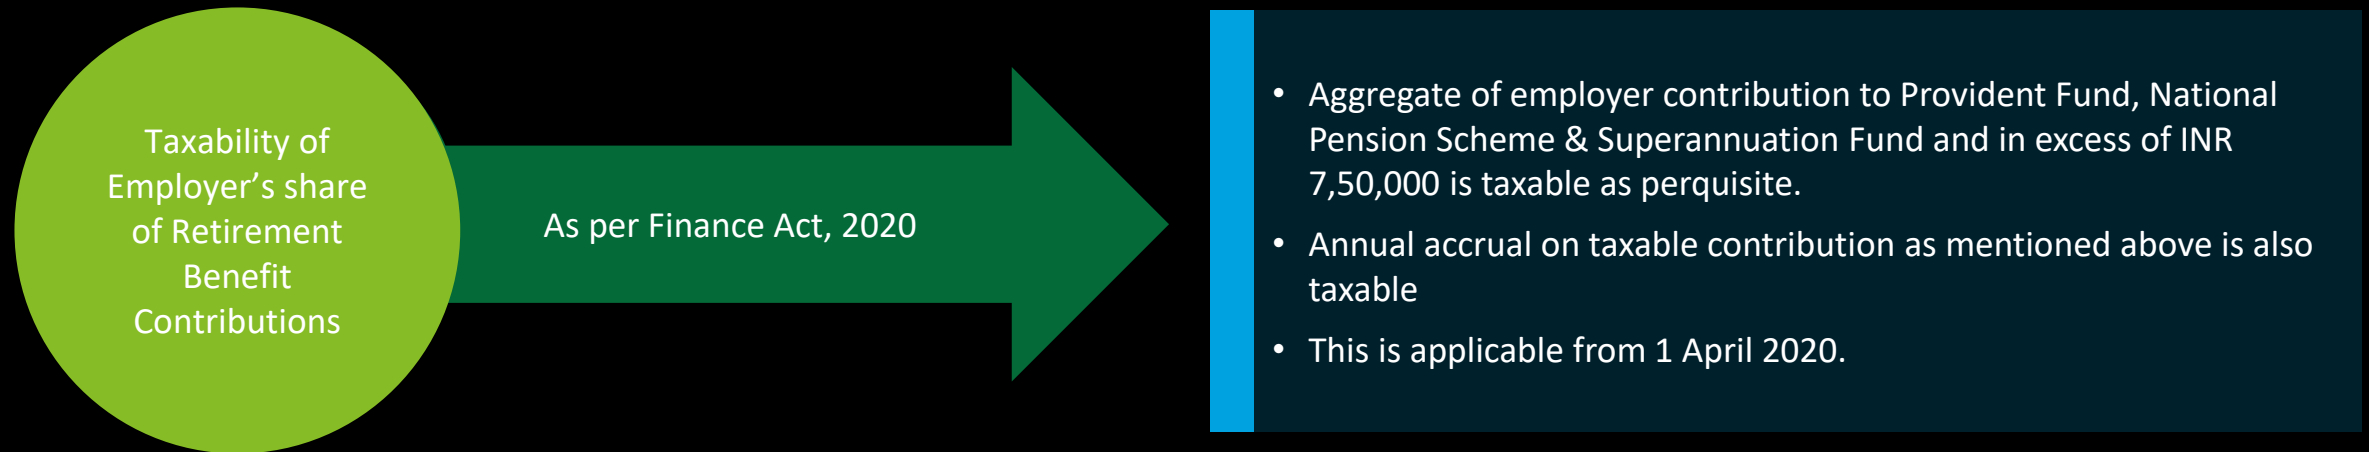 Taxability of
Employer’s share
of Retirement
Benefit
Contributions
As per Finance Act, 2020
• Aggregate of employer contribution to Provident Fund, National
Pension Scheme & Superannuation Fund and in excess of INR
7,50,000 is taxable as perquisite.
• Annual accrual on taxable contribution as mentioned above is also
taxable
• This is applicable from 1 April 2020.